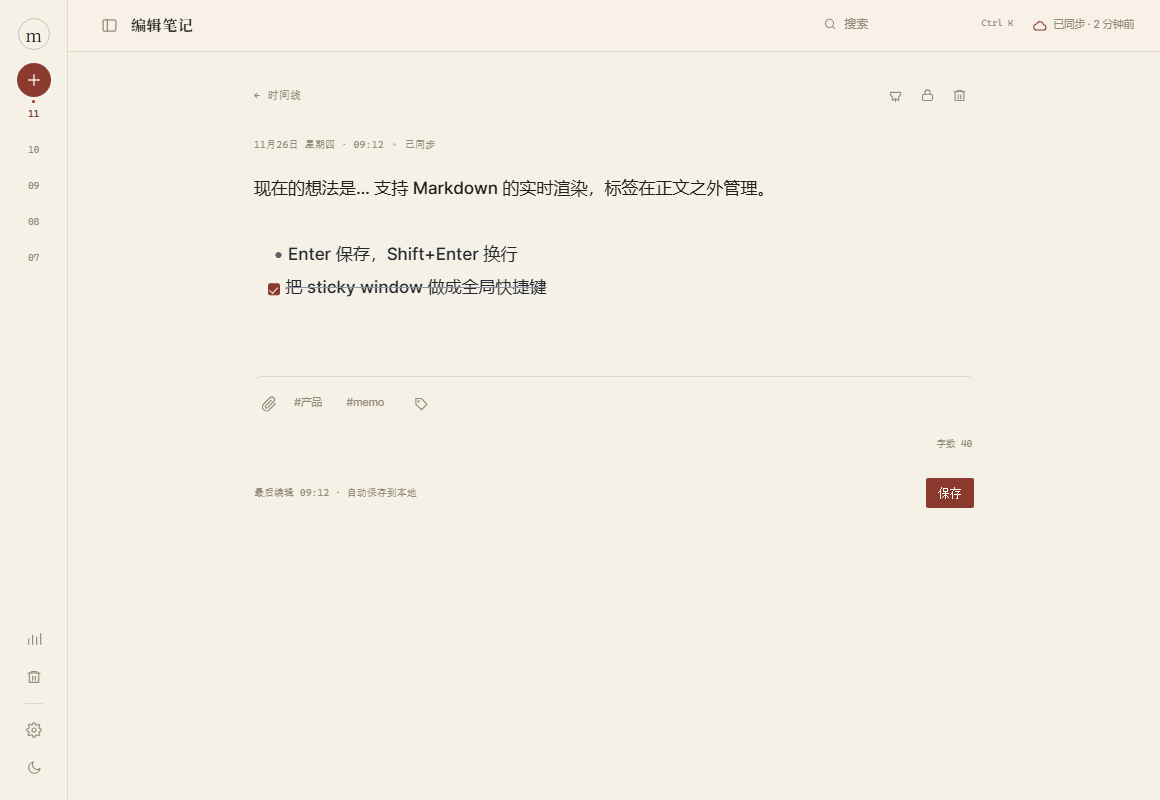 m
编辑笔记
搜索
Ctrl K
已同步 · 2 分钟前
11
10
09
08
07
← 时间线
11月26日 星期四 · 09:12 · 已同步
现在的想法是... 支持 Markdown 的实时渲染，标签在正文之外管理。
• Enter 保存，Shift+Enter 换行
把 sticky window 做成全局快捷键
#产品 #memo
字数 40
最后编辑 09:12 · 自动保存到本地
保存